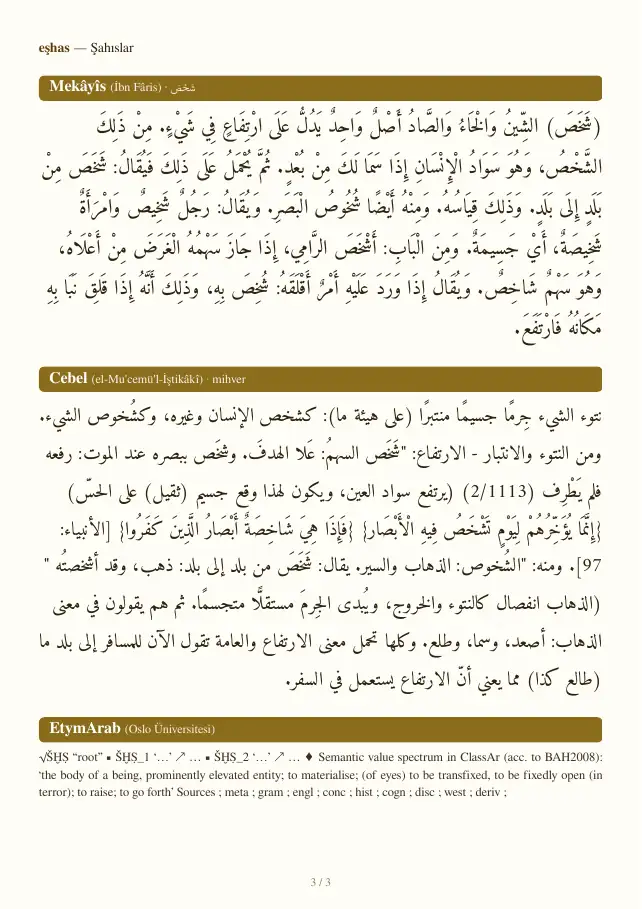 eşhas — Şahıslar
Mekâyîs (İbn Fâris) · شخص
(شَخَصَ) الشِّينُ وَالْخَاءُ وَالصَّادُ أَصْلٌ وَاحِدٌ يَدُلُّ عَلَى ارْتِفَاعٍ فِي شَيْءٍ. مِنْ ذَلِكَ
الشَّخْصُ، وَهُوَ سَوَادُ الْإِنْسَانِ إِذَا سَمَا لَكَ مِنْ بُعْدٍ. ثُمَّ يُحْمَلُ عَلَى ذَلِكَ فَيُقَالُ: شَخَصَ مِنْ
بَلَدٍ إِلَى بَلَدٍ. وَذَلِكَ قِيَاسُهُ. وَمِنْهُ أَيْضًا شُخُوصُ الْبَصَرِ. وَيُقَالُ: رَجُلٌ شَخِيصٌ وَامْرَأَةٌ
شَخِيصَةٌ، أَيْ جَسِيمَةٌ. وَمِنَ الْبَابِ: أَشْخَصَ الرَّامِي، إِذَا جَازَ سَهْمُهُ الْغَرَضَ مِنْ أَعْلَاهُ،
وَهُوَ سَهْمٌ شَاخِصٌ. وَيُقَالُ إِذَا وَرَدَ عَلَيْهِ أَمْرٌ أَقْلَقَهُ: شُخِصَ بِهِ، وَذَلِكَ أَنَّهُ إِذَا قَلِقَ نَبَا بِهِ
مَكَانُهُ فَارْتَفَعَ.
Cebel (el-Mu'cemü'l-İştikâkî) · mihver
نتوء الشيء جِرمًا جسيمًا منتبرًا (على هيئة ما): كشخص الإنسان وغيره، وكشُخوص الشيء.
ومن النتوء والانتبار - الارتفاع: "شَخَص السهمُ: عَلا الهدفَ. وشخَص ببصره عند الموت: رفعه
فلم يَطْرِف (2/1113) (يرتفع سواد العين، ويكون لهذا وقع جسيم (ثقيل) على الحسّ)
{إِنَّمَا يُؤَخِّرُهُمْ لِيَوْمٍ تَشْخَصُ فِيهِ الْأَبْصَار} {فَإِذَا هِيَ شَاخِصَةٌ أَبْصَارُ الَّذِينَ كَفَرُوا} [الأنبياء:
97]. ومنه: "الشُخوص: الذهاب والسير. يقال: شَخَصَ من بلد إلى بلد: ذهب، وقد أشخصتُه "
(الذهاب انفصال كالنتوء والخروج، ويُبدى الجِرمَ مستقلًّا متجسمًا. ثم هم يقولون في معنى
الذهاب: أصعد، وسما، وطلع. وكلها تحمل معنى الارتفاع والعامة تقول الآن للمسافر إلى بلد ما
(طالع كذا) مما يعني أنّ الارتفاع يستعمل في السفر.
EtymArab (Oslo Üniversitesi)
√ŠḪṢ “root” ▪ ŠḪṢ_1 ‘…’ ↗ … ▪ ŠḪṢ_2 ‘…’ ↗ … ♦ Semantic value spectrum in ClassAr (acc. to BAH2008):
‘the body of a being, prominently elevated entity; to materialise; (of eyes) to be transfixed, to be fixedly open (in
terror); to raise; to go forth’ Sources ; meta ; gram ; engl ; conc ; hist ; cogn ; disc ; west ; deriv ;
3 / 3